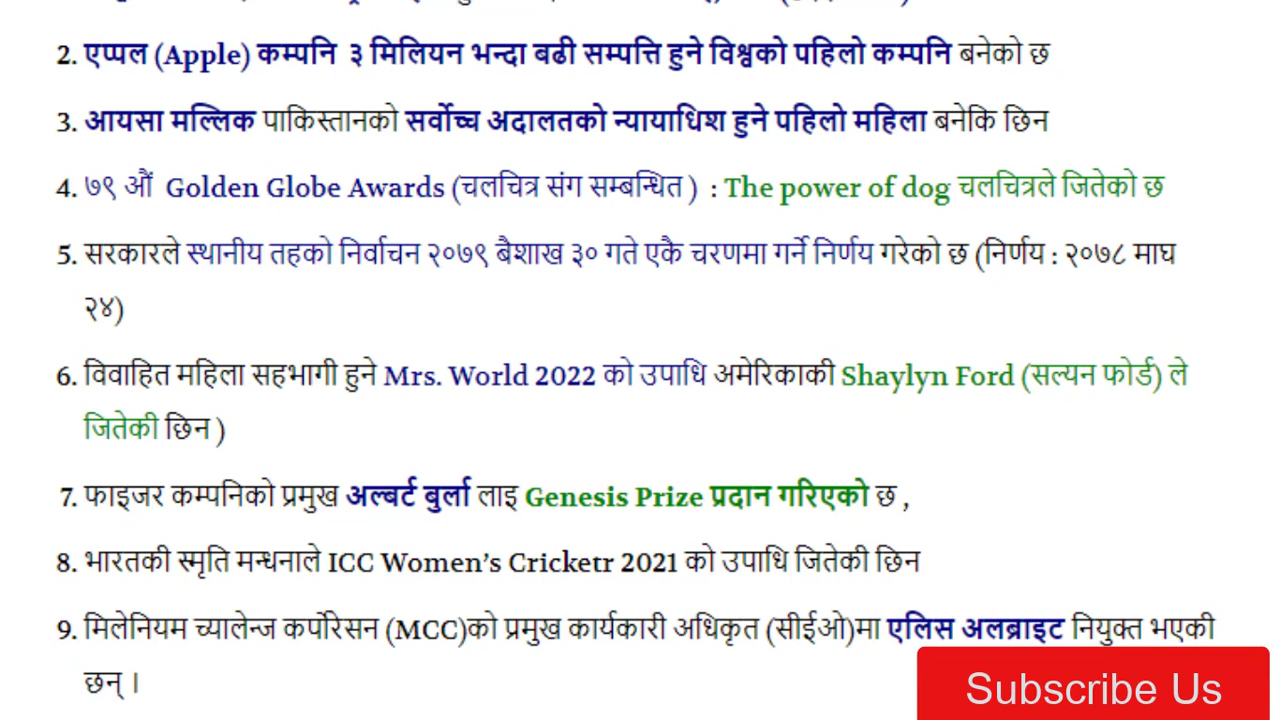 2. एप्पल (Apple) कम्पनि ३ मिलियन भन्दा बढी सम्पत्ति हुने विश्वको पहिलो कम्पनि बनेको छ
3. आयसा मल्लिक पाकिस्तानको सर्वोच्च अदालतको न्यायाधिश हुने पहिलो महिला बनेकि छिन
4. ७९ औं Golden Globe Awards (चलचित्र संग सम्बन्धित ) : The power of dog चलचित्रले जितेको छ
5. सरकारले स्थानीय तहको निर्वाचन २०७९ बैशाख ३० गते एकै चरणमा गर्ने निर्णय गरेको छ (निर्णय : २०७८ माघ
२४)
6. विवाहित महिला सहभागी हुने Mrs. World 2022 को उपाधि अमेरिकाकी Shaylyn Ford (सल्यन फोर्ड) ले
जितेकी छिन )
7. फाइजर कम्पनिको प्रमुख अल्बर्ट बुर्ला लाइ Genesis Prize प्रदान गरिएको छ ,
8. भारतकी स्मृति मन्धनाले ICC Women’s Cricketr 2021 को उपाधि जितेकी छिन
9. मिलेनियम च्यालेन्ज कर्पोरेसन (MCC)को प्रमुख कार्यकारी अधिकृत (सीईओ)मा एलिस अलब्राइट नियुक्त भएकी
छन् ।
Subscribe Us